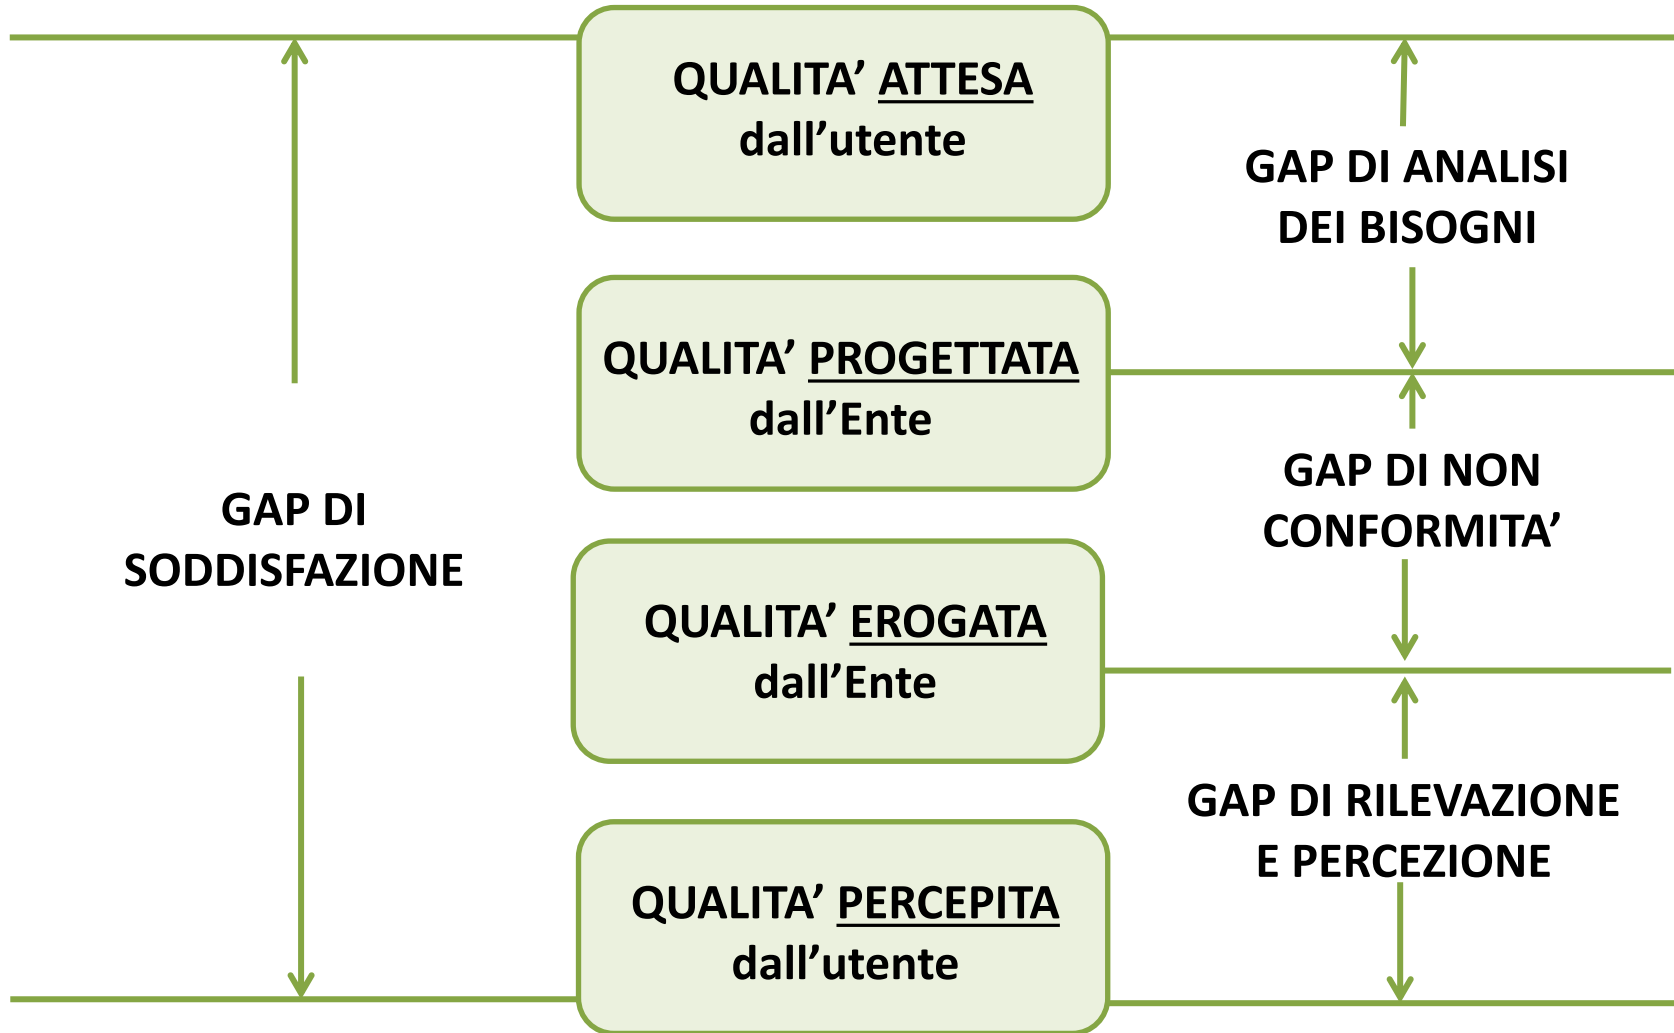 QUALITA’ ATTESA
dall’utente
GAP DI ANALISI
DEI BISOGNI
QUALITA’ PROGETTATA
dall’Ente
GAP DI NON
CONFORMITA’
GAP DI
SODDISFAZIONE
QUALITA’ EROGATA
dall’Ente
GAP DI RILEVAZIONE
E PERCEZIONE
QUALITA’ PERCEPITA
dall’utente